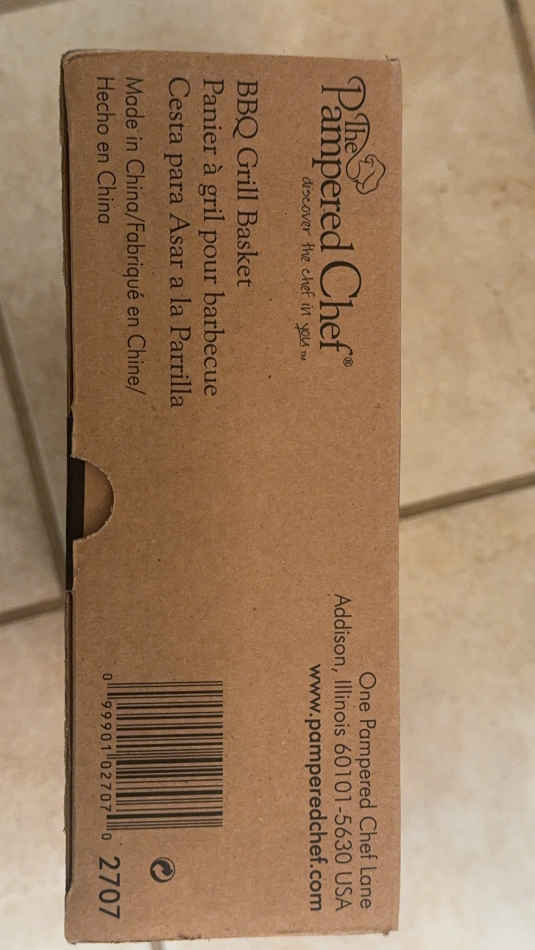 The
Pampered Chef®
discover the chef in you™
One Pampered Chef Lane
Addison, Illinois 60101-5630 USA
www.pamperedchef.com
BBQ Grill Basket
Panier à gril pour barbecue
Cesta para Asar a la Parrilla
Made in China/Fabriqué en Chine/
Hecho en China
0 99901 02707 0
2707